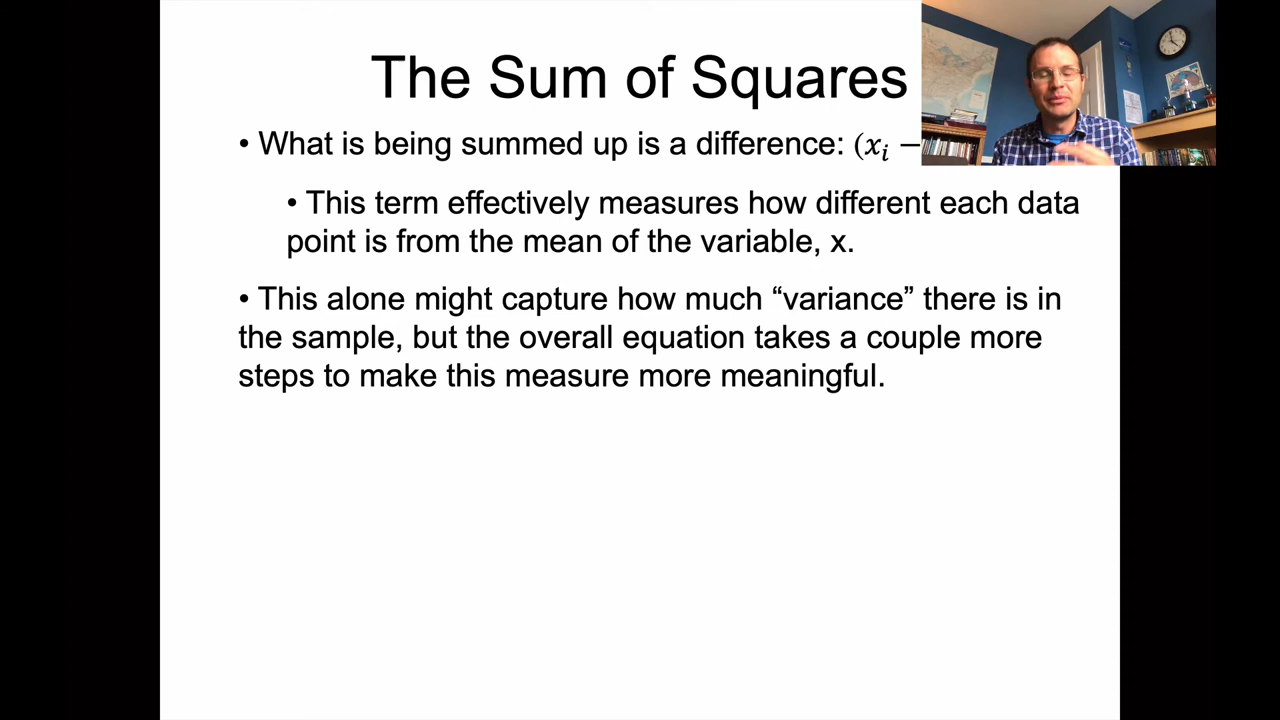 The Sum of Squares
• What is being summed up is a difference: (xᵢ −
• This term effectively measures how different each data
point is from the mean of the variable, x.
• This alone might capture how much “variance” there is in
the sample, but the overall equation takes a couple more
steps to make this measure more meaningful.